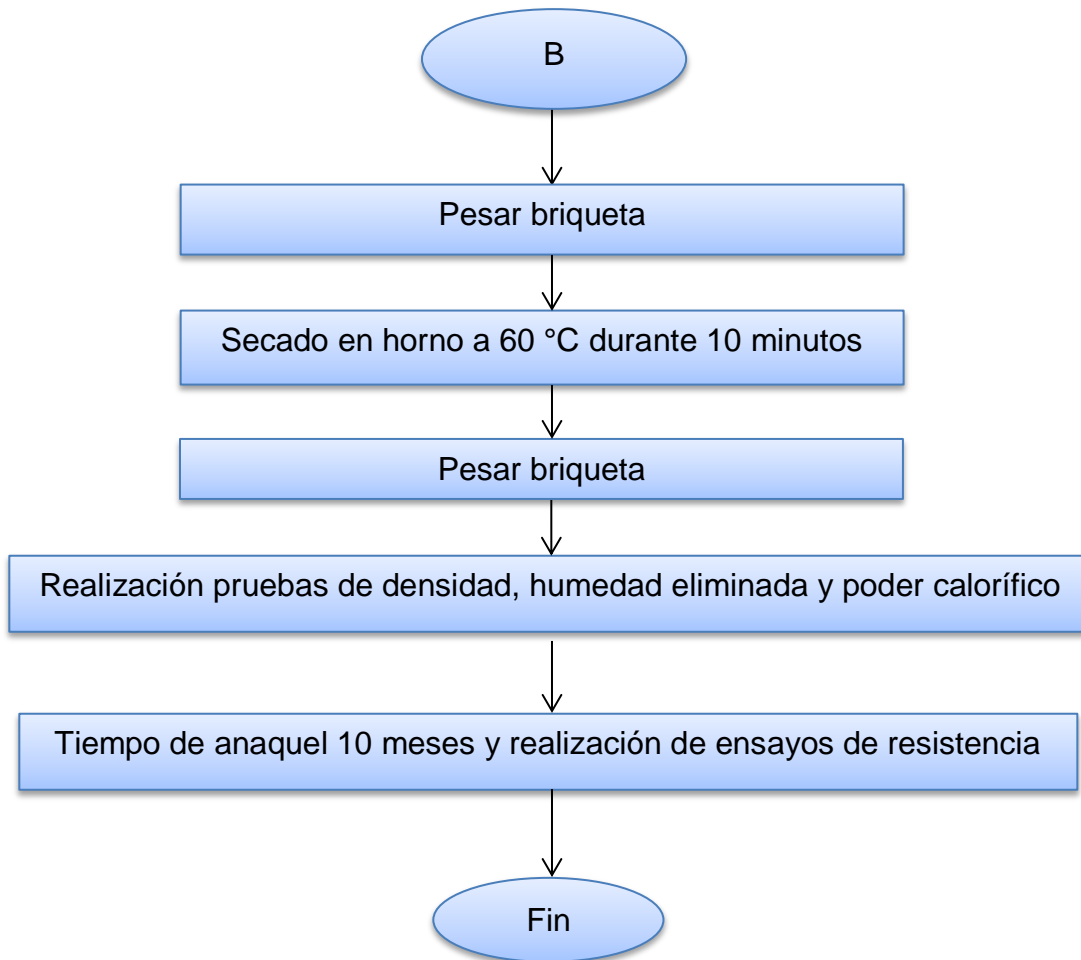 B
Pesar briqueta
Secado en horno a 60 °C durante 10 minutos
Pesar briqueta
Realización pruebas de densidad, humedad eliminada y poder calorífico
Tiempo de anaquel 10 meses y realización de ensayos de resistencia
Fin